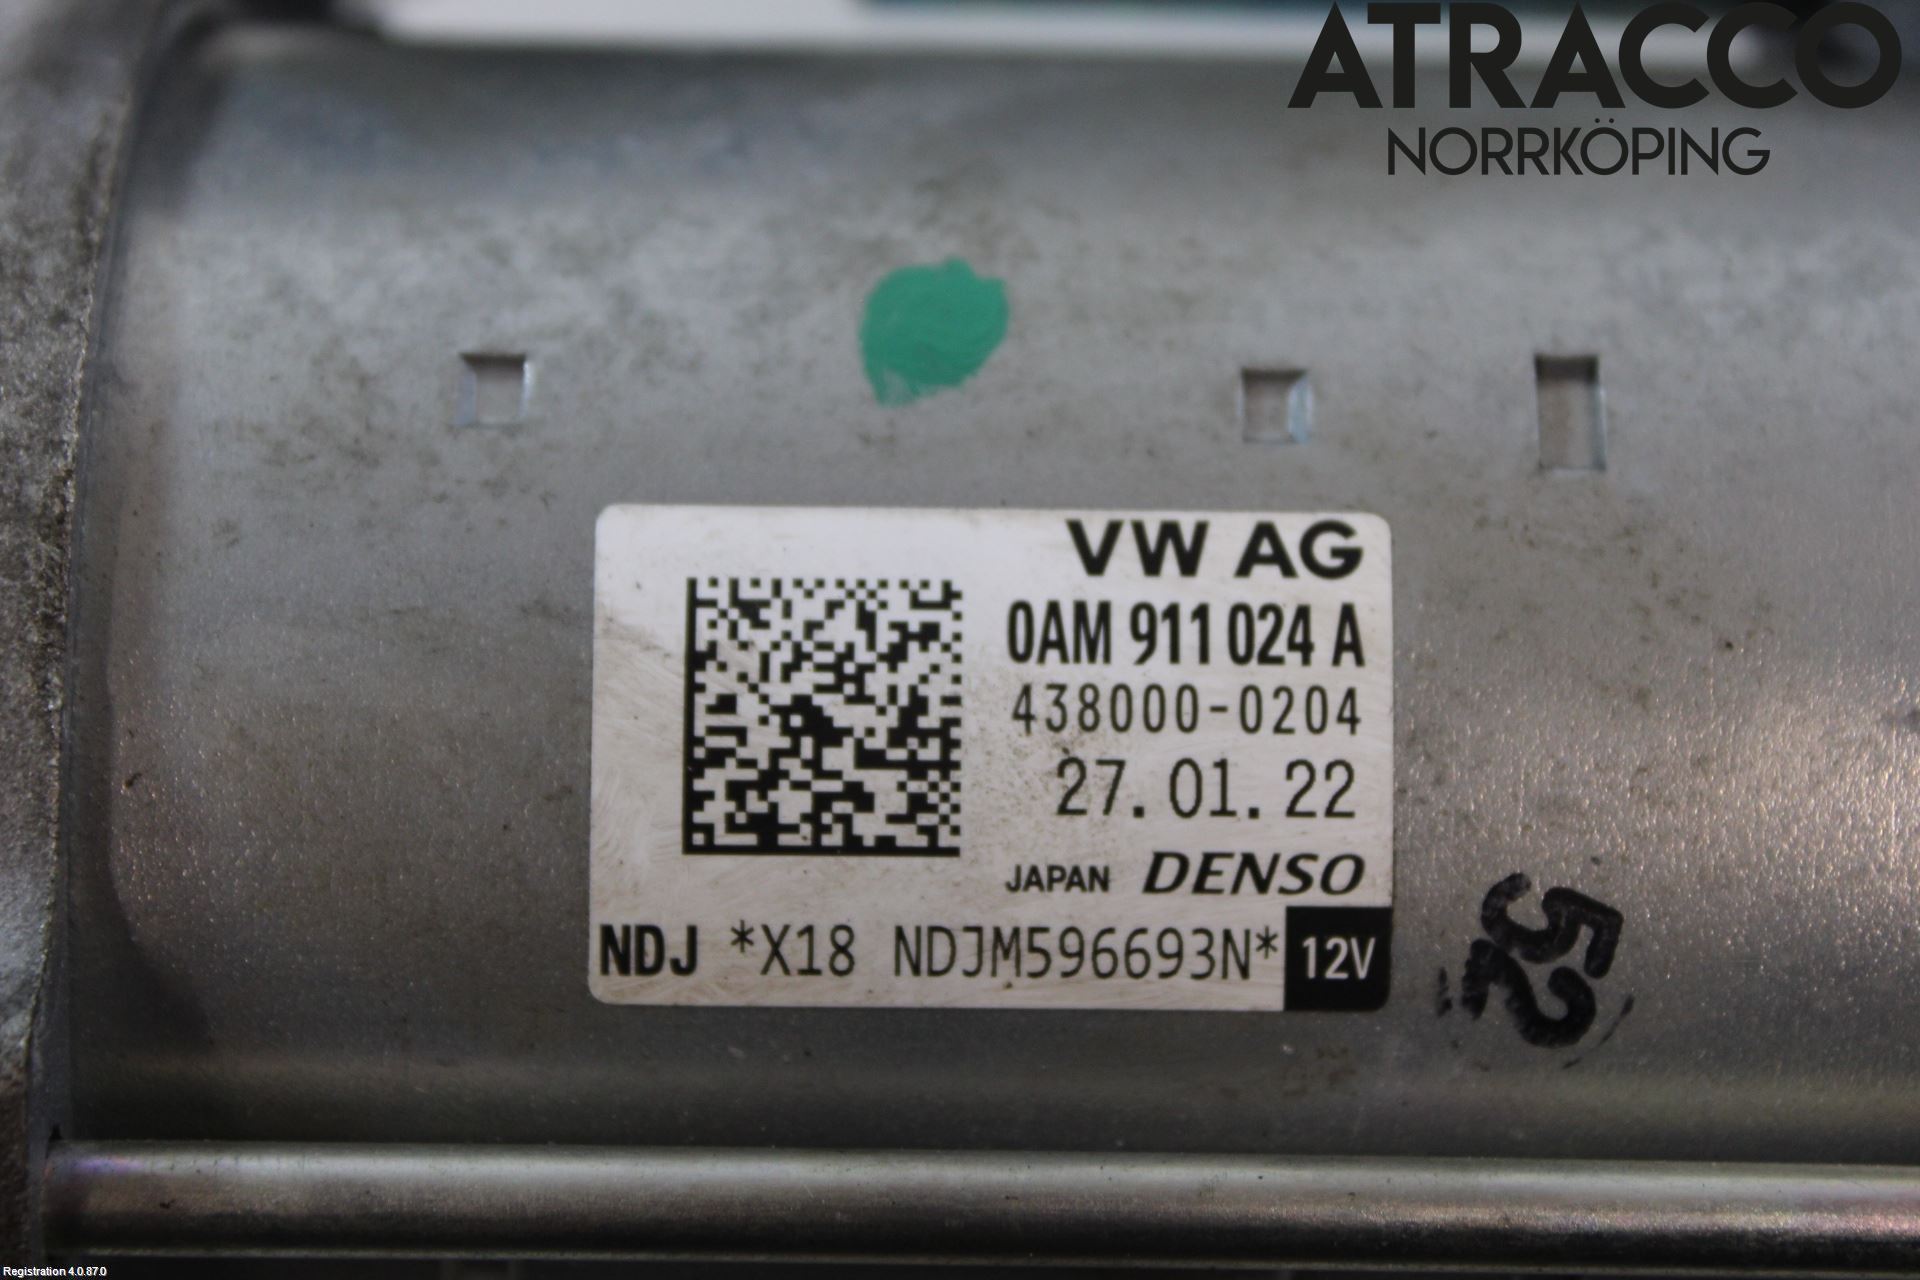 ATRACCO
NORRKÖPING
VW AG
0AM 911 024 A
438000-0204
27.01.22
JAPAN DENSO
NDJ *X18 NDJM596693N* 12V
52
Registration 4.0.87.0